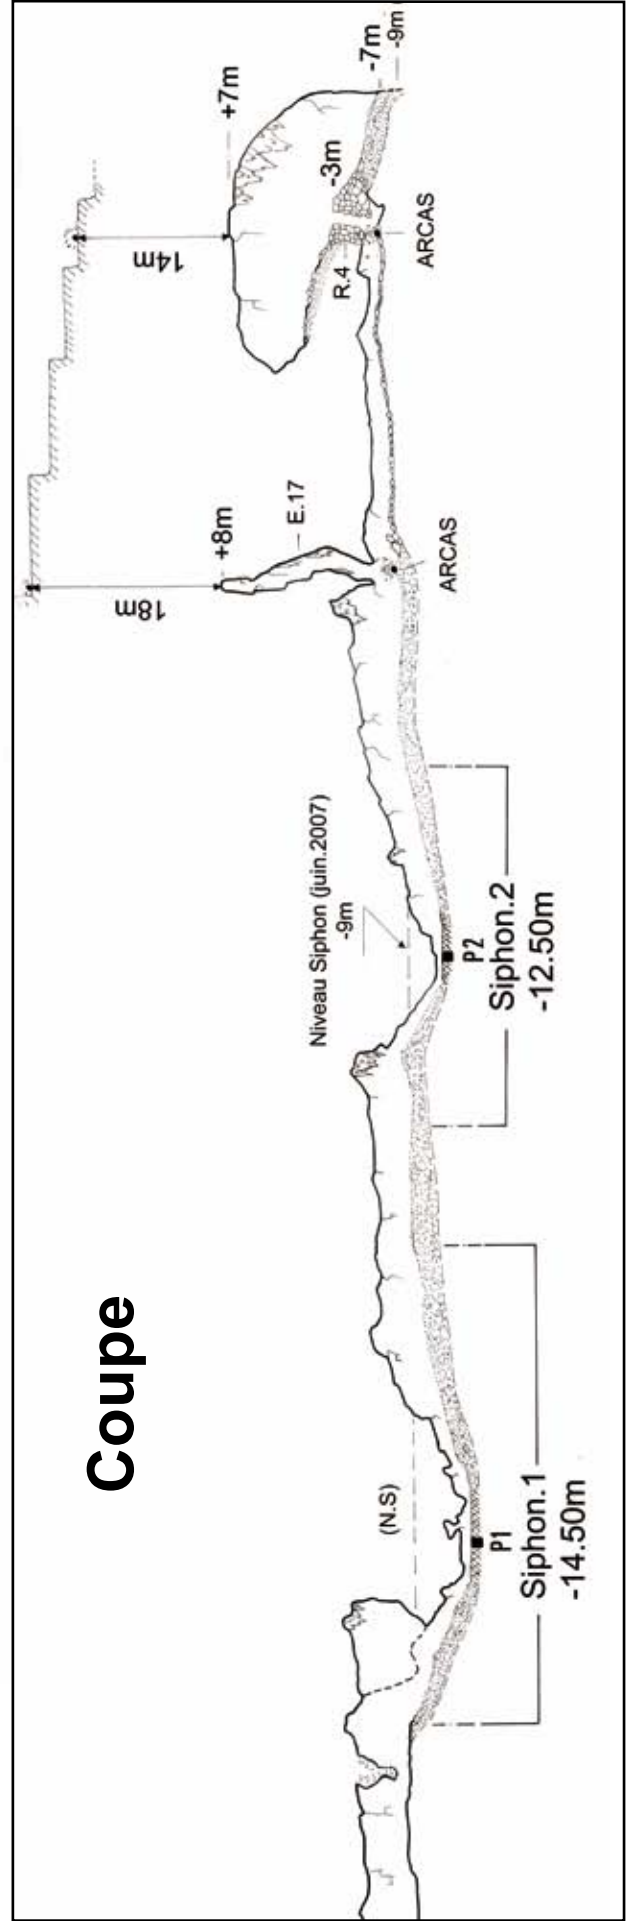 Coupe
18m
14m
+7m
+8m
E.17
-3m
R.4
-7m
-9m
ARCAS
ARCAS
Niveau Siphon (juin.2007)
-9m
(N.S)
P1
Siphon.1
-14.50m
P2
Siphon.2
-12.50m